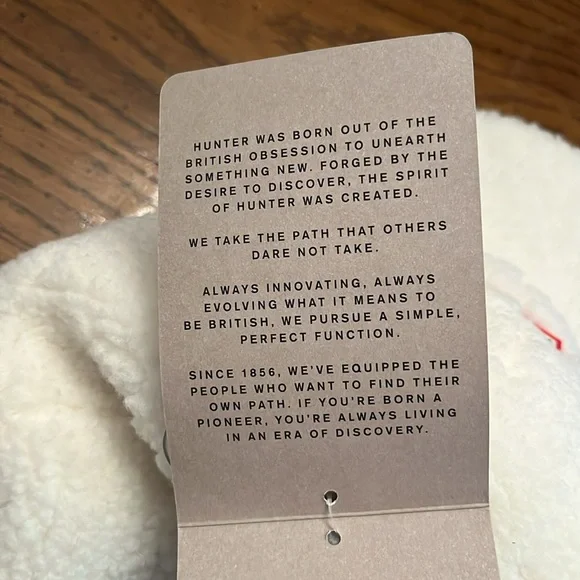 HUNTER WAS BORN OUT OF THE
BRITISH OBSESSION TO UNEARTH
SOMETHING NEW. FORGED BY THE
DESIRE TO DISCOVER, THE SPIRIT
OF HUNTER WAS CREATED.
WE TAKE THE PATH THAT OTHERS
DARE NOT TAKE.
ALWAYS INNOVATING, ALWAYS
EVOLVING WHAT IT MEANS TO
BE BRITISH, WE PURSUE A SIMPLE,
PERFECT FUNCTION.
SINCE 1856, WE'VE EQUIPPED THE
PEOPLE WHO WANT TO FIND THEIR
OWN PATH. IF YOU'RE BORN A
PIONEER, YOU'RE ALWAYS LIVING
IN AN ERA OF DISCOVERY.